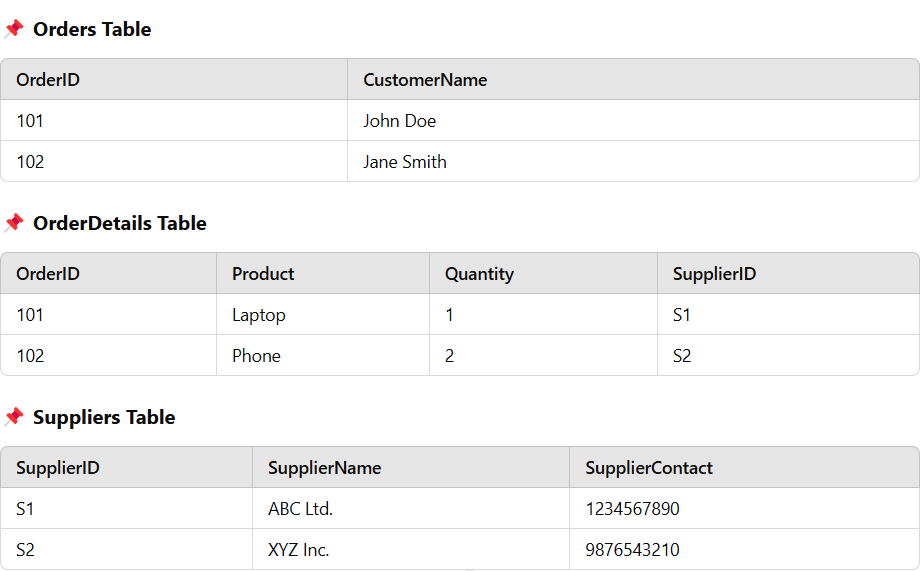 📌 Orders Table
OrderID CustomerName
101 John Doe
102 Jane Smith
📌 OrderDetails Table
OrderID Product Quantity SupplierID
101 Laptop 1 S1
102 Phone 2 S2
📌 Suppliers Table
SupplierID SupplierName SupplierContact
S1 ABC Ltd. 1234567890
S2 XYZ Inc. 9876543210